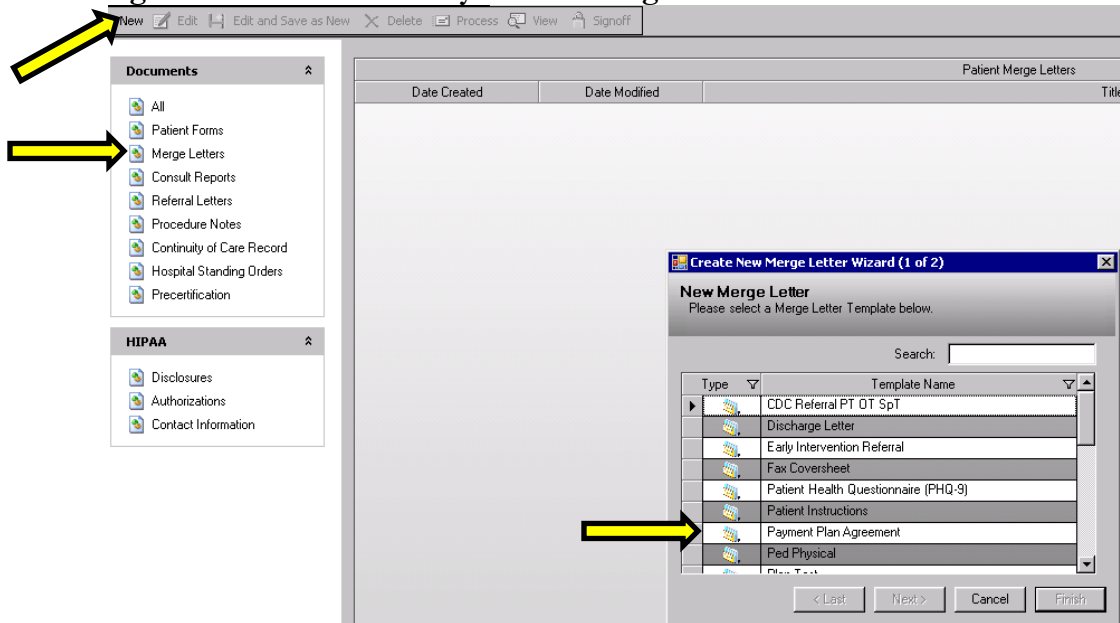 New Edit Edit and Save as New Delete Process View Signoff
Documents
All
Patient Forms
Merge Letters
Consult Reports
Referral Letters
Procedure Notes
Continuity of Care Record
Hospital Standing Orders
Precertification
HIPAA
Disclosures
Authorizations
Contact Information
Patient Merge Letters
Date Created Date Modified Title
Create New Merge Letter Wizard (1 of 2)
New Merge Letter
Please select a Merge Letter Template below.
Search:
Type Template Name
CDC Referral PT OT SpT
Discharge Letter
Early Intervention Referral
Fax Coversheet
Patient Health Questionnaire (PHQ-9)
Patient Instructions
Payment Plan Agreement
Ped Physical
< Last Next > Cancel Finish